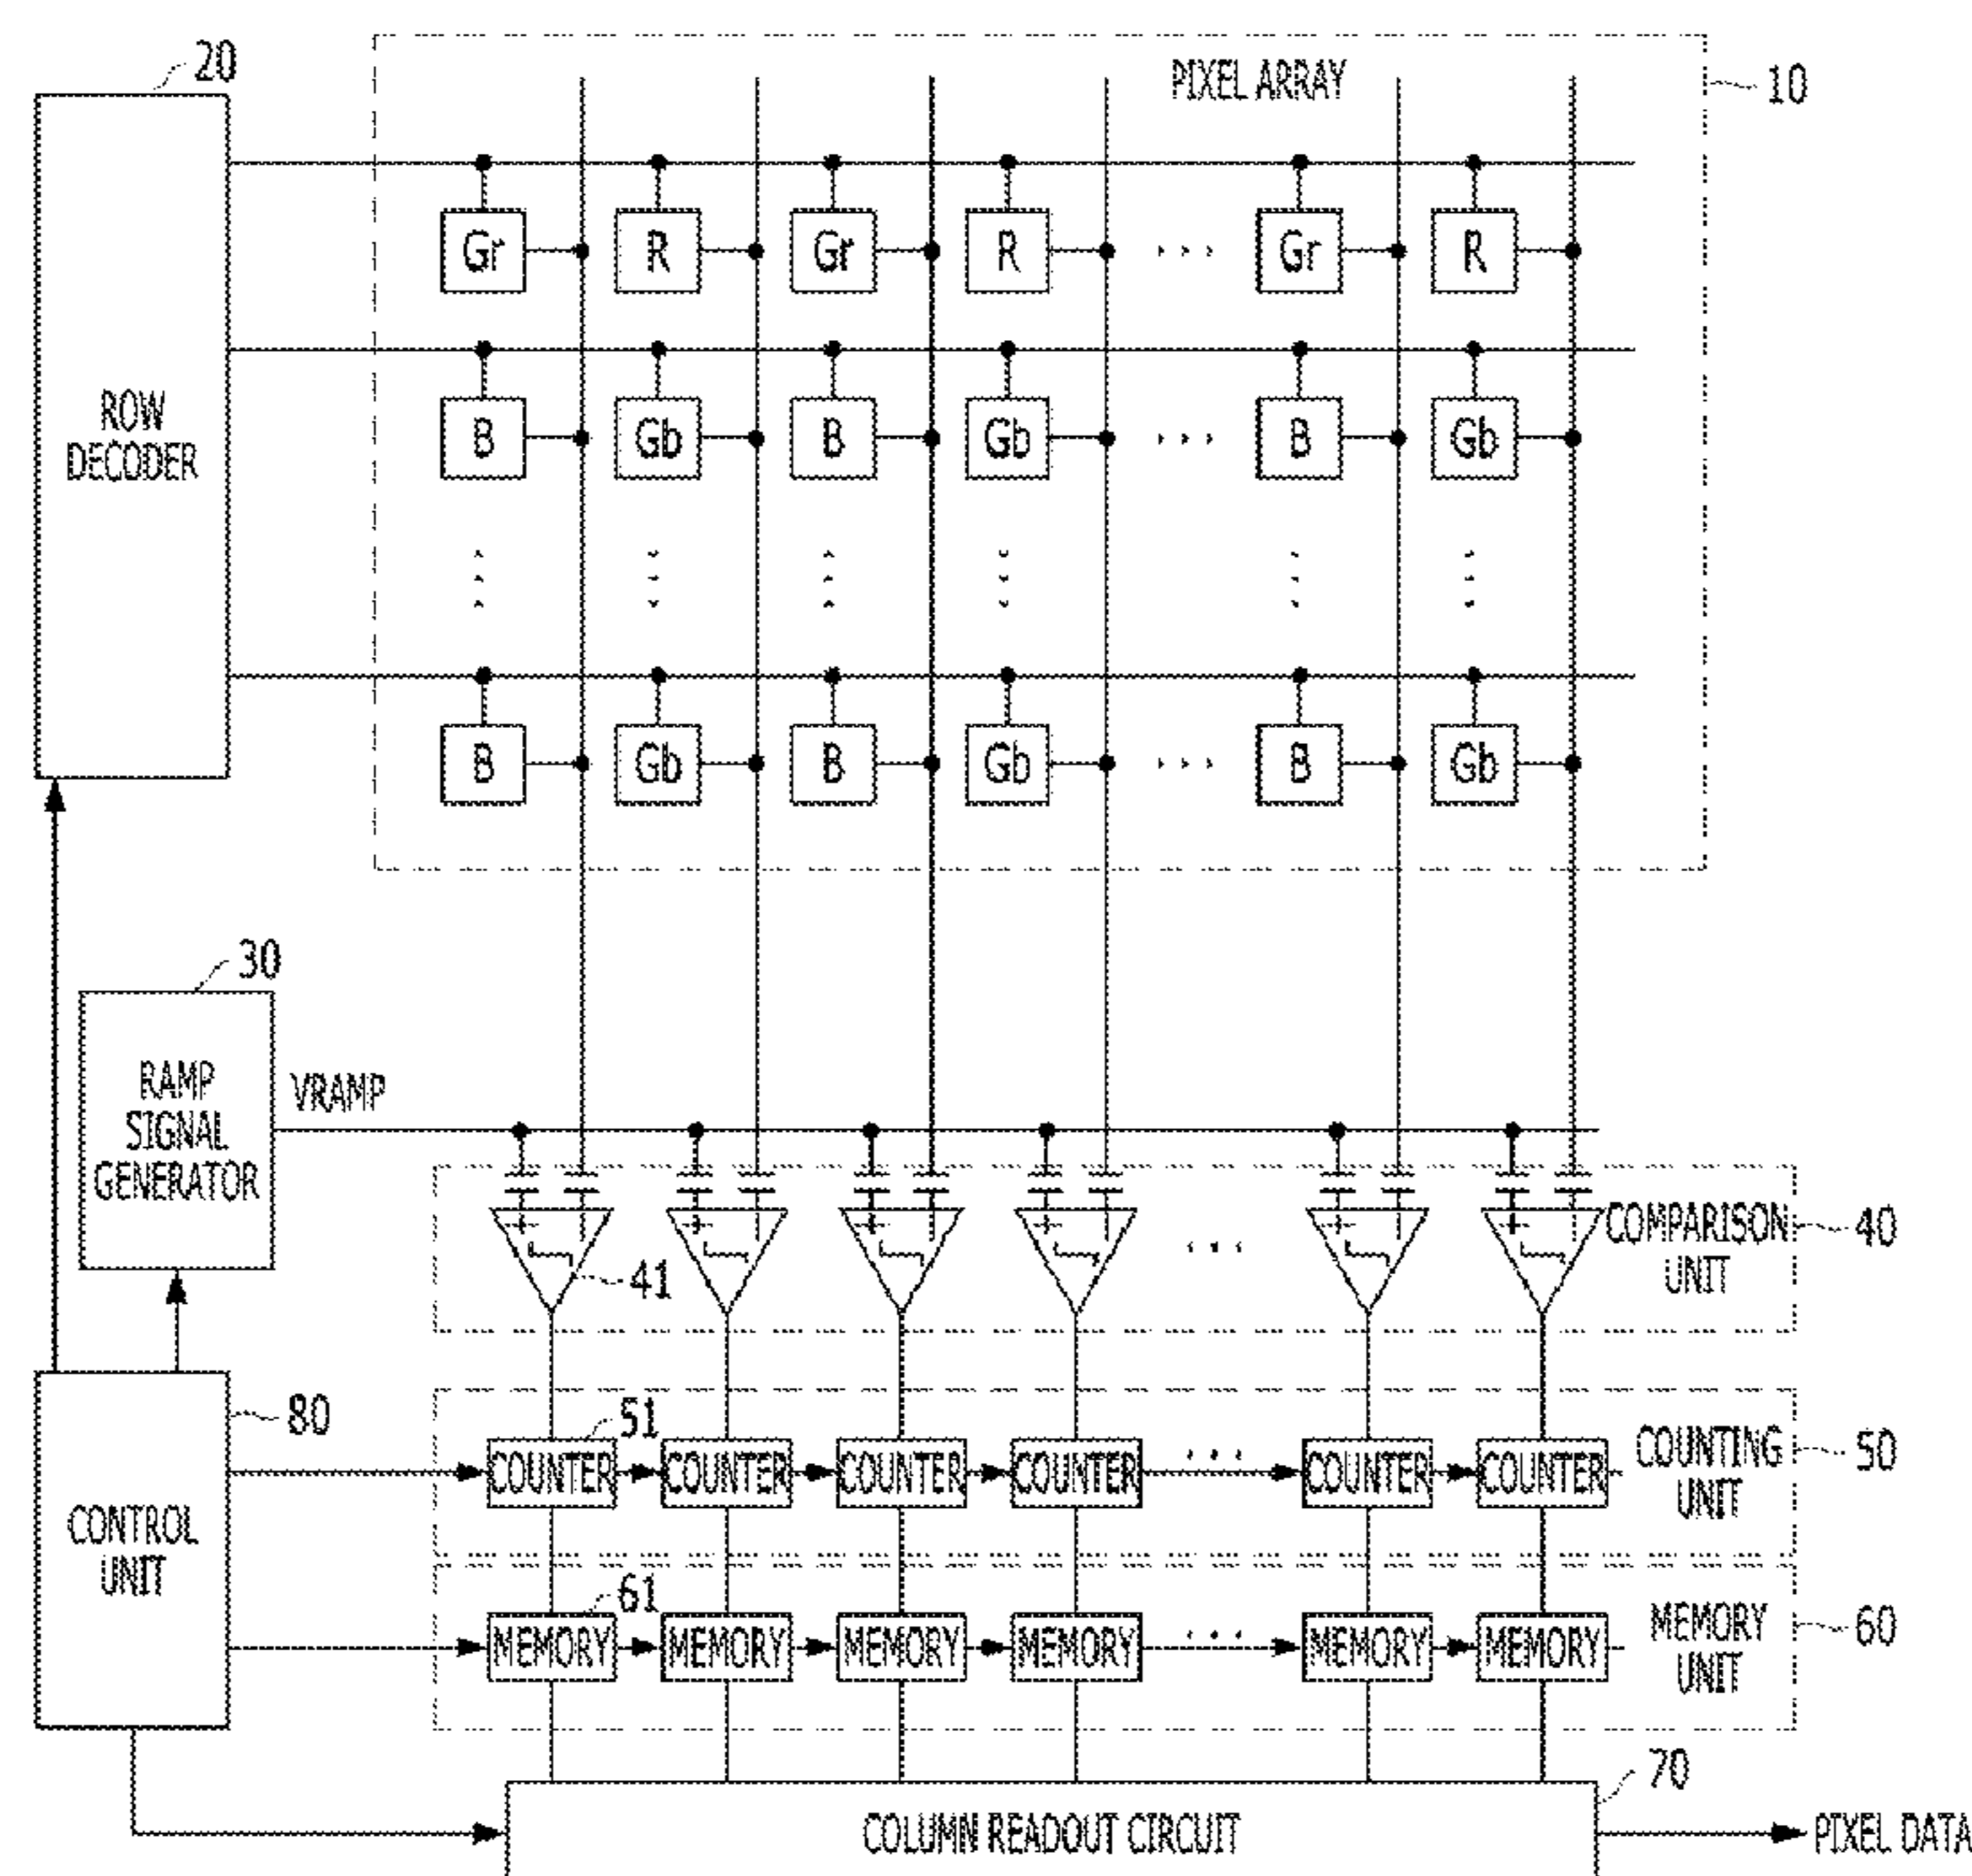 20
PIXEL ARRAY
10
Gr R Gr R Gr R
ROW
DECODER
B Gb B Gb B Gb
B Gb B Gb B Gb
30
RAMP
SIGNAL
GENERATOR
VRAMP
+ - + - + - + - + - + -
COMPARISON
UNIT
40
41
80
CONTROL
UNIT
51
COUNTER COUNTER COUNTER COUNTER COUNTER COUNTER
COUNTING
UNIT
50
61
MEMORY MEMORY MEMORY MEMORY MEMORY MEMORY
MEMORY
UNIT
60
70
COLUMN READOUT CIRCUIT
PIXEL DATA